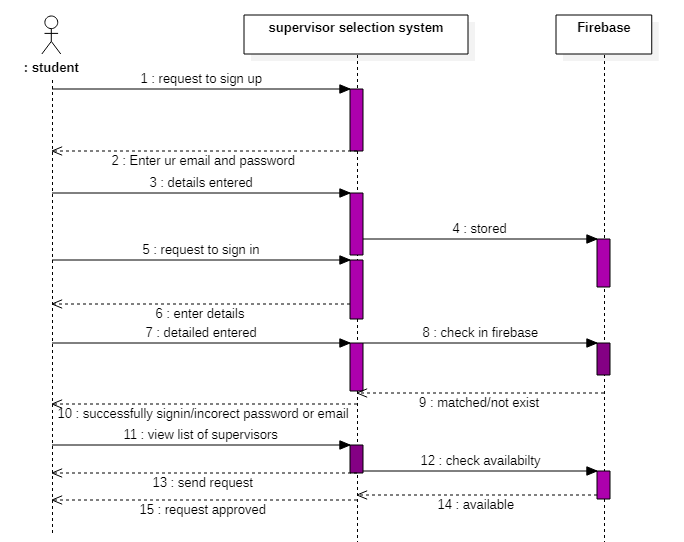 supervisor selection system
Firebase
: student
1 : request to sign up
2 : Enter ur email and password
3 : details entered
4 : stored
5 : request to sign in
6 : enter details
7 : detailed entered
8 : check in firebase
9 : matched/not exist
10 : successfully signin/incorect password or email
11 : view list of supervisors
12 : check availabilty
13 : send request
14 : available
15 : request approved